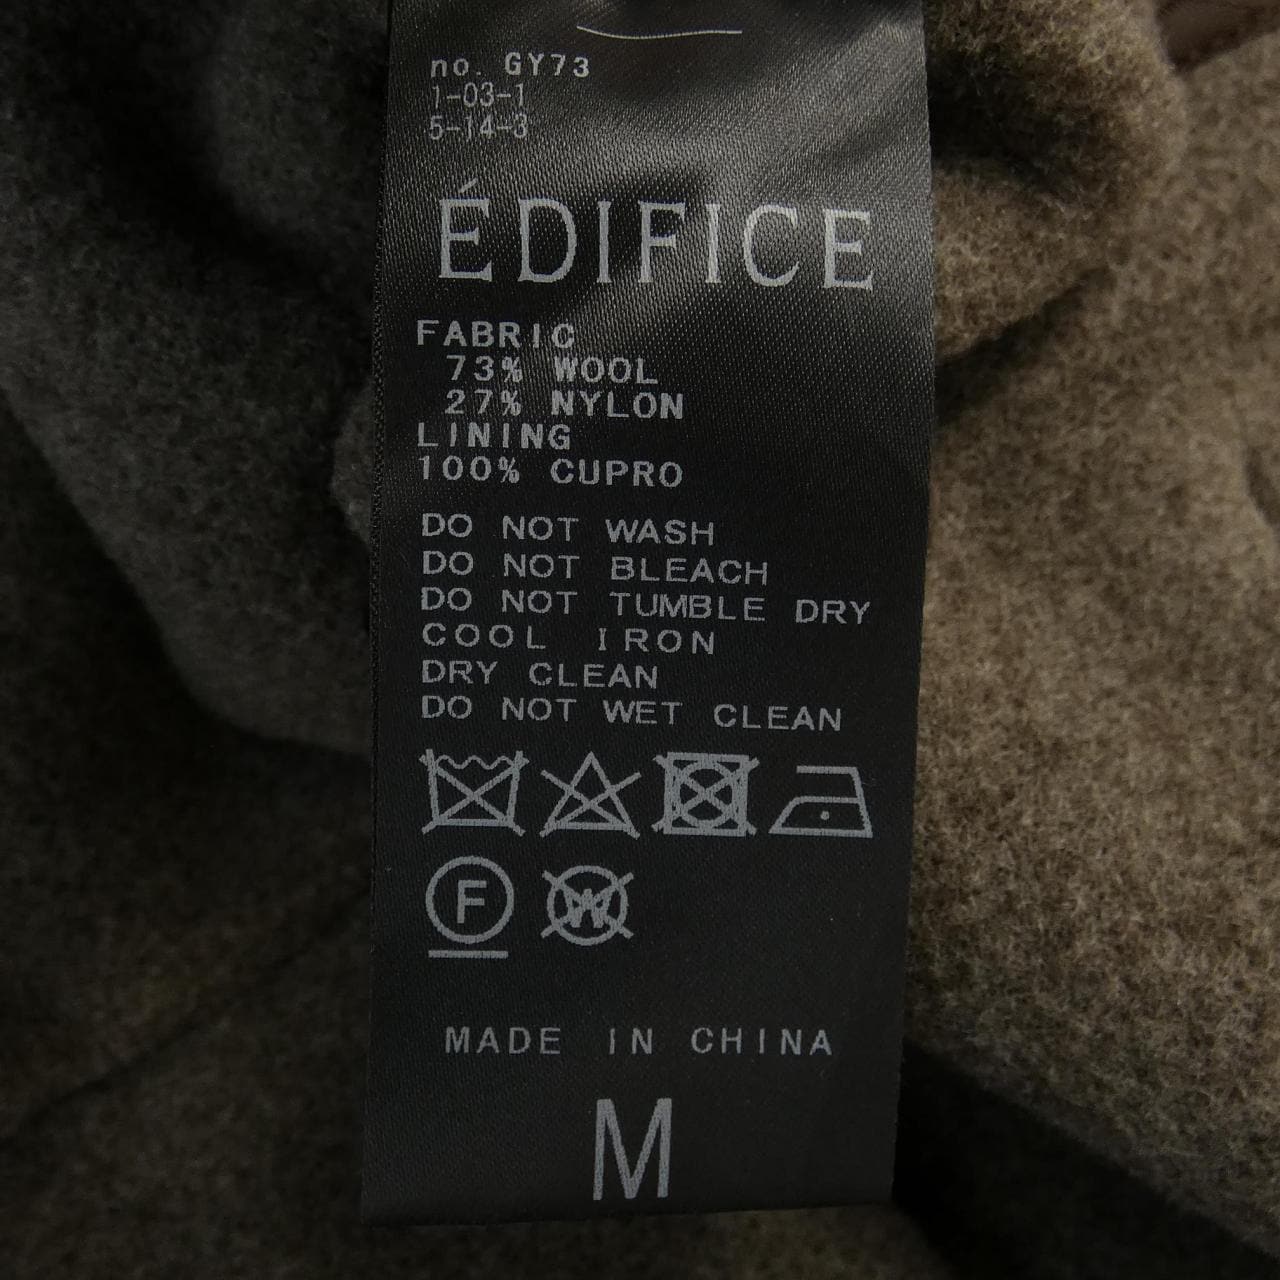 no. GY73
1-03-1
5-14-3
ÉDIFICE
FABRIC
73% WOOL
27% NYLON
LINING
100% CUPRO
DO NOT WASH
DO NOT BLEACH
DO NOT TUMBLE DRY
COOL IRON
DRY CLEAN
DO NOT WET CLEAN
F W
MADE IN CHINA
M